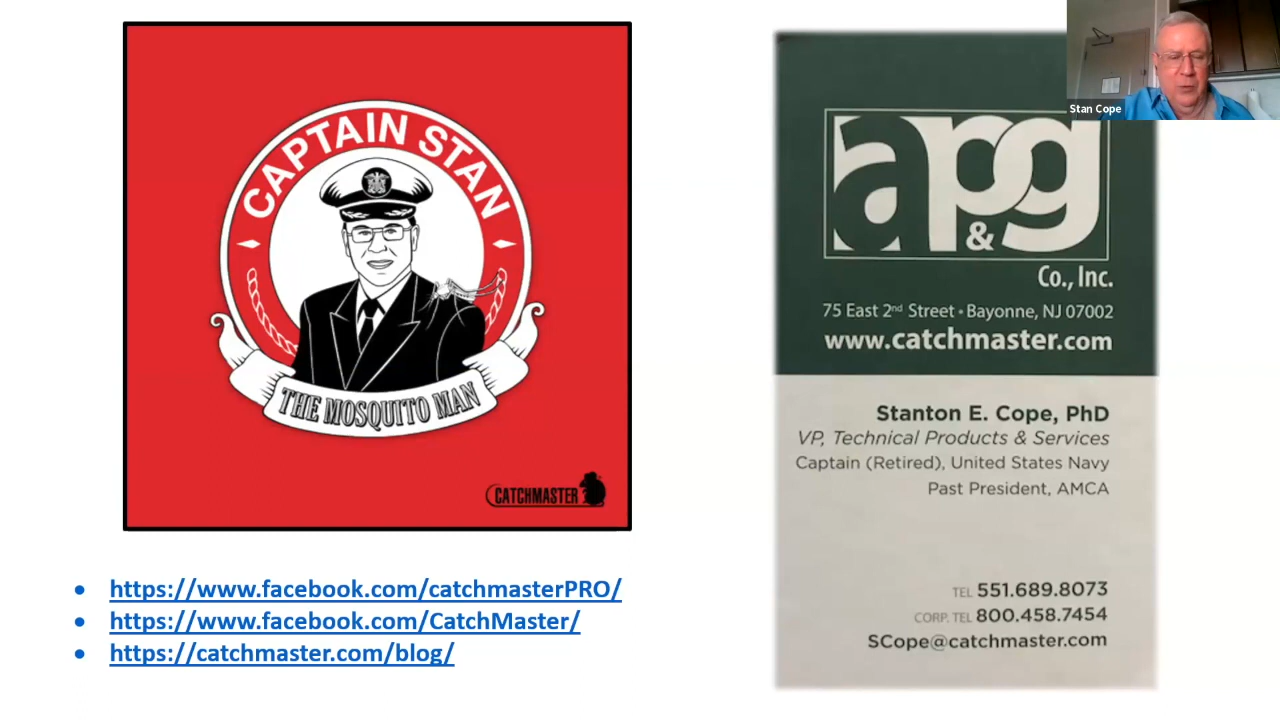 CAPTAIN STAN
THE MOSQUITO MAN
CATCHMASTER
https://www.facebook.com/catchmasterPRO/
https://www.facebook.com/CatchMaster/
https://catchmaster.com/blog/
Stan Cope
ap&g
Co., Inc.
75 East 2nd Street • Bayonne, NJ 07002
www.catchmaster.com
Stanton E. Cope, PhD
VP, Technical Products & Services
Captain (Retired), United States Navy
Past President, AMCA
TEL 551.689.8073
CORP. TEL 800.458.7454
SCope@catchmaster.com